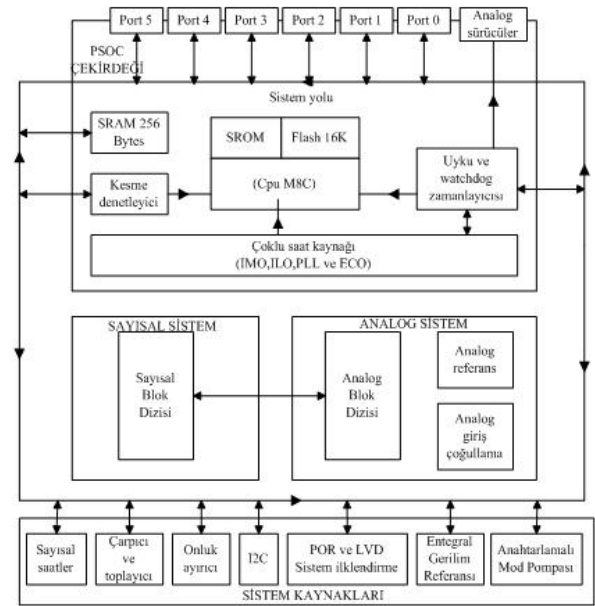 Port 5
Port 4
Port 3
Port 2
Port 1
Port 0
Analog
sürücüler
PSOC
ÇEKİRDEĞİ
Sistem yolu
SRAM 256
Bytes
SROM
Flash 16K
(Cpu M8C)
Kesme
denetleyici
Uyku ve
watchdog
zamanlayıcısı
Çoklu saat kaynağı
(IMO,ILO,PLL ve ECO)
SAYISAL SİSTEM
Sayısal
Blok
Dizisi
ANALOG SİSTEM
Analog
Blok
Dizisi
Analog
referans
Analog
giriş
çoğullama
Sayısal
saatler
Çarpıcı
ve
toplayıcı
Onluk
ayırıcı
I2C
POR ve LVD
Sistem ilklendirme
Entegral
Gerilim
Referansı
Anahtarlamalı
Mod Pompası
SİSTEM KAYNAKLARI